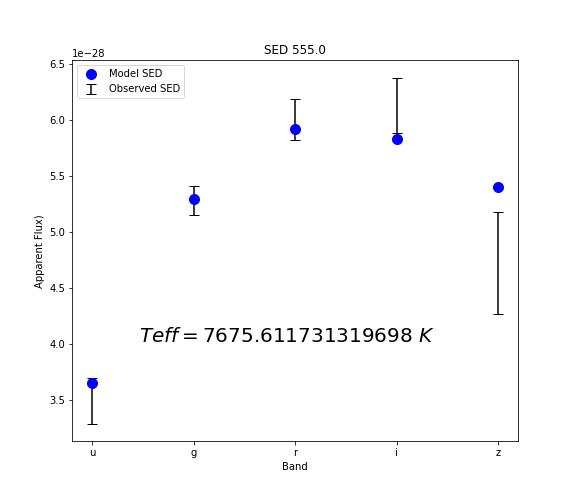 SED 555.0
1e−28
Model SED
Observed SED
6.5
6.0
5.5
5.0
4.5
4.0
3.5
Apparent Flux)
Teff = 7675.611731319698 K
u g r i z
Band